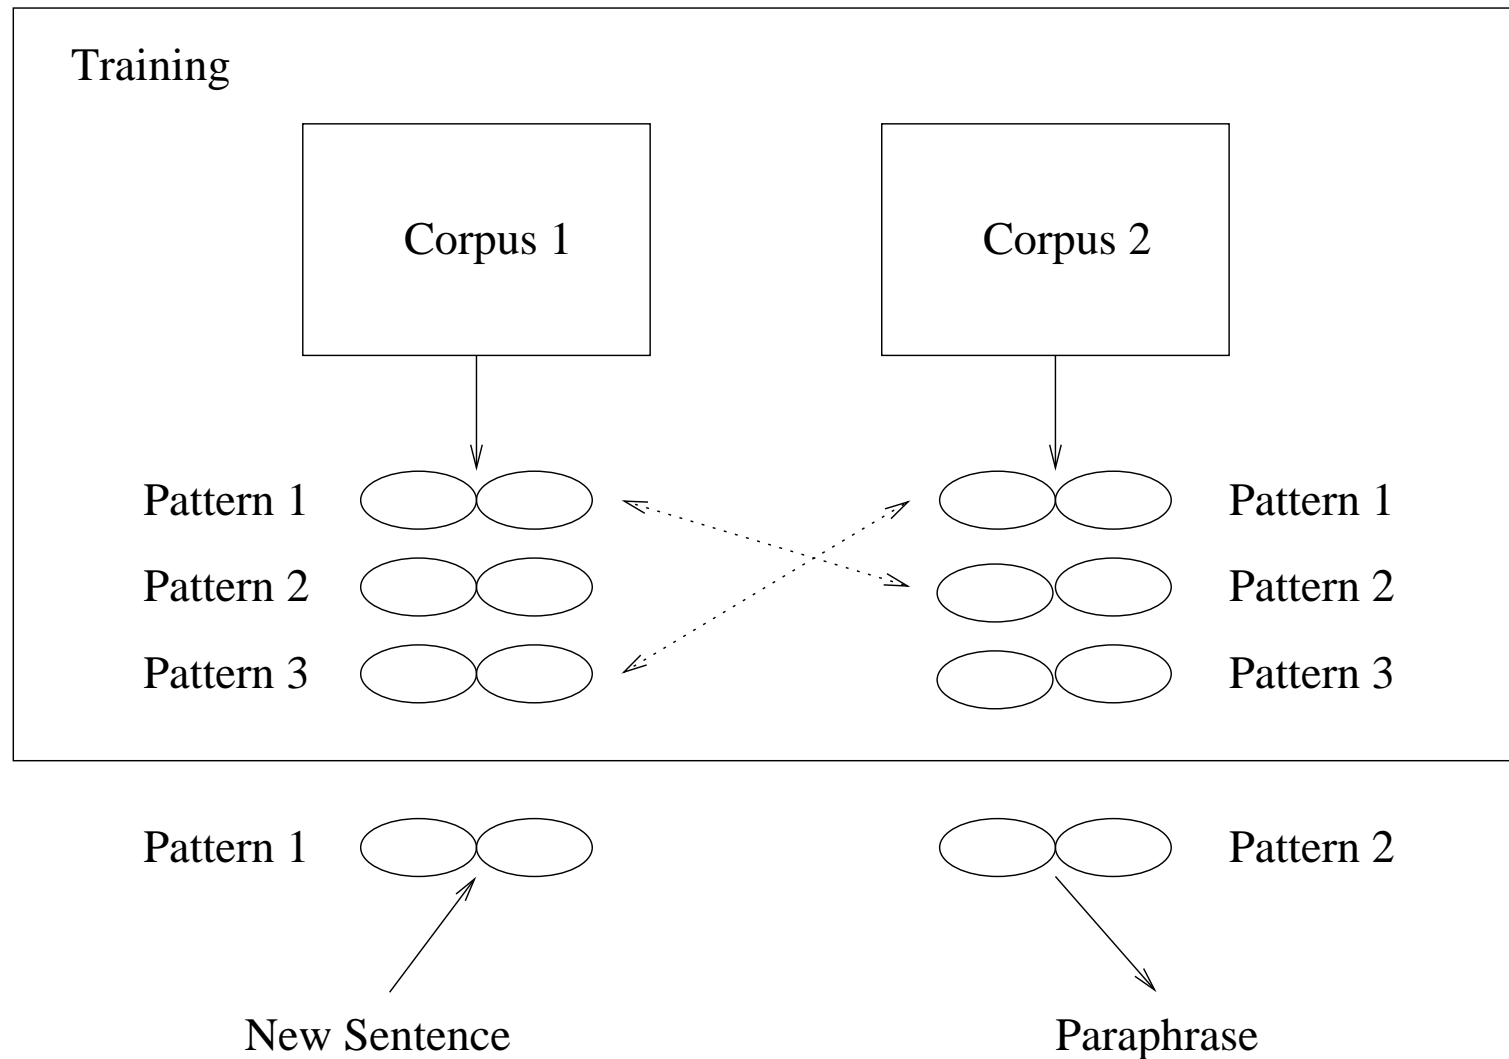 Training
Corpus 1
Corpus 2
Pattern 1
Pattern 1
Pattern 2
Pattern 2
Pattern 3
Pattern 3
Pattern 1
Pattern 2
New Sentence
Paraphrase